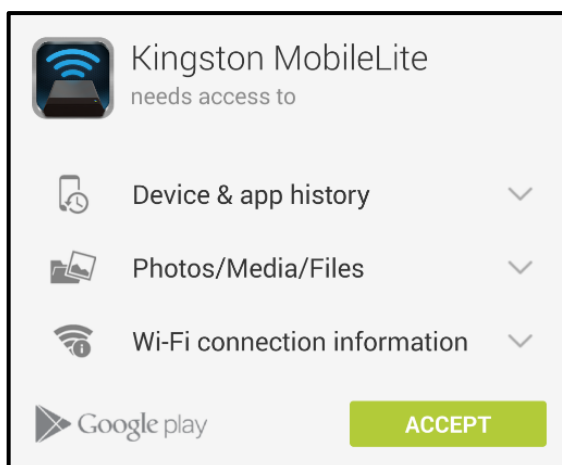 Kingston MobileLite
needs access to
Device & app history
Photos/Media/Files
Wi-Fi connection information
Google play
ACCEPT